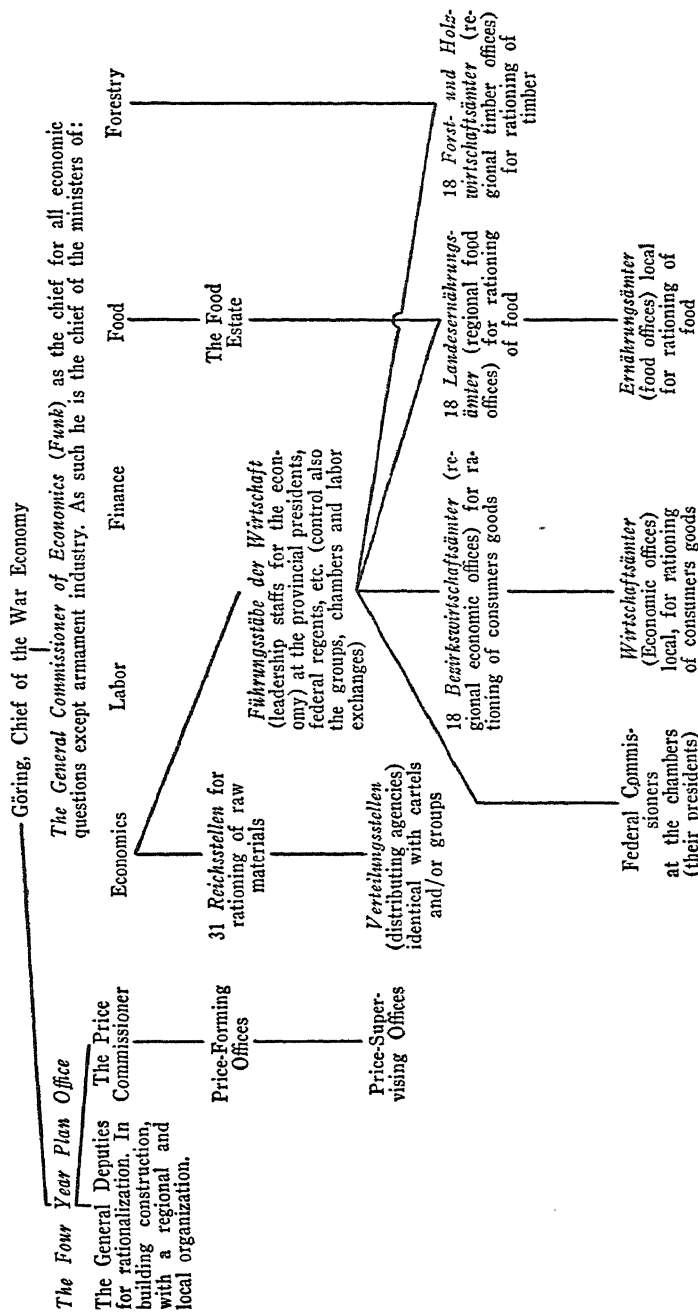 Göring, Chief of the War Economy
The Four Year Plan Office
The General Commissioner of Economics (Funk) as the chief for all economic
questions except armament industry. As such he is the chief of the ministers of:
The General Deputies
for rationalization. In
building construction,
with a regional and
local organization.
The Price
Commissioner
Price-Forming
Offices
Price-Super-
vising Offices
Economics
Labor
Finance
Food
Forestry
31 Reichsstellen for
rationing of raw
materials
Verteilungsstellen
(distributing agencies)
identical with cartels
and/or groups
Führungsstäbe der Wirtschaft
(leadership staffs for the econ-
omy) at the provincial presidents,
federal regents, etc. (control also
the groups, chambers and labor
exchanges)
The Food
Estate
Federal Commis-
sioners
at the chambers
(their presidents)
18 Bezirkswirtschaftsämter (re-
gional economic offices) for ra-
tioning of consumers goods
Wirtschaftsämter
(Economic offices)
local, for rationing
of consumers goods
18 Landesernährungs-
ämter (regional food
offices) for rationing
of food
Ernährungsämter
(food offices) local
for rationing of
food
18 Forst- und Holz-
wirtschaftsämter (re-
gional timber offices)
for rationing of
timber